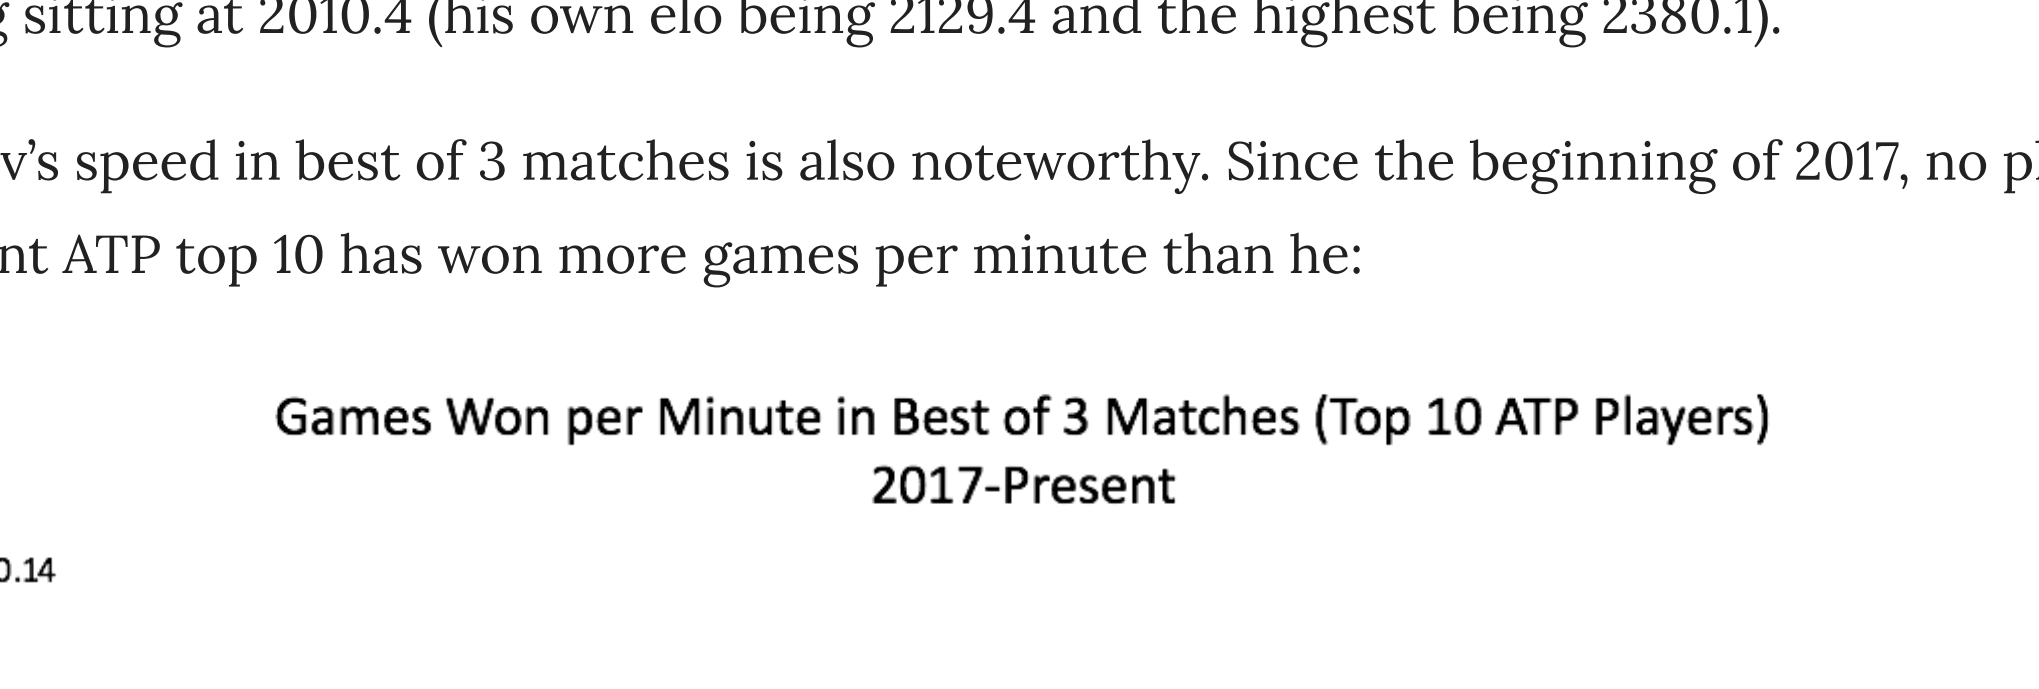 sitting at 2010.4 (his own elo being 2129.4 and the highest being 2380.1).
v’s speed in best of 3 matches is also noteworthy. Since the beginning of 2017, no
nt ATP top 10 has won more games per minute than he:
Games Won per Minute in Best of 3 Matches (Top 10 ATP Players)
2017-Present
0.14